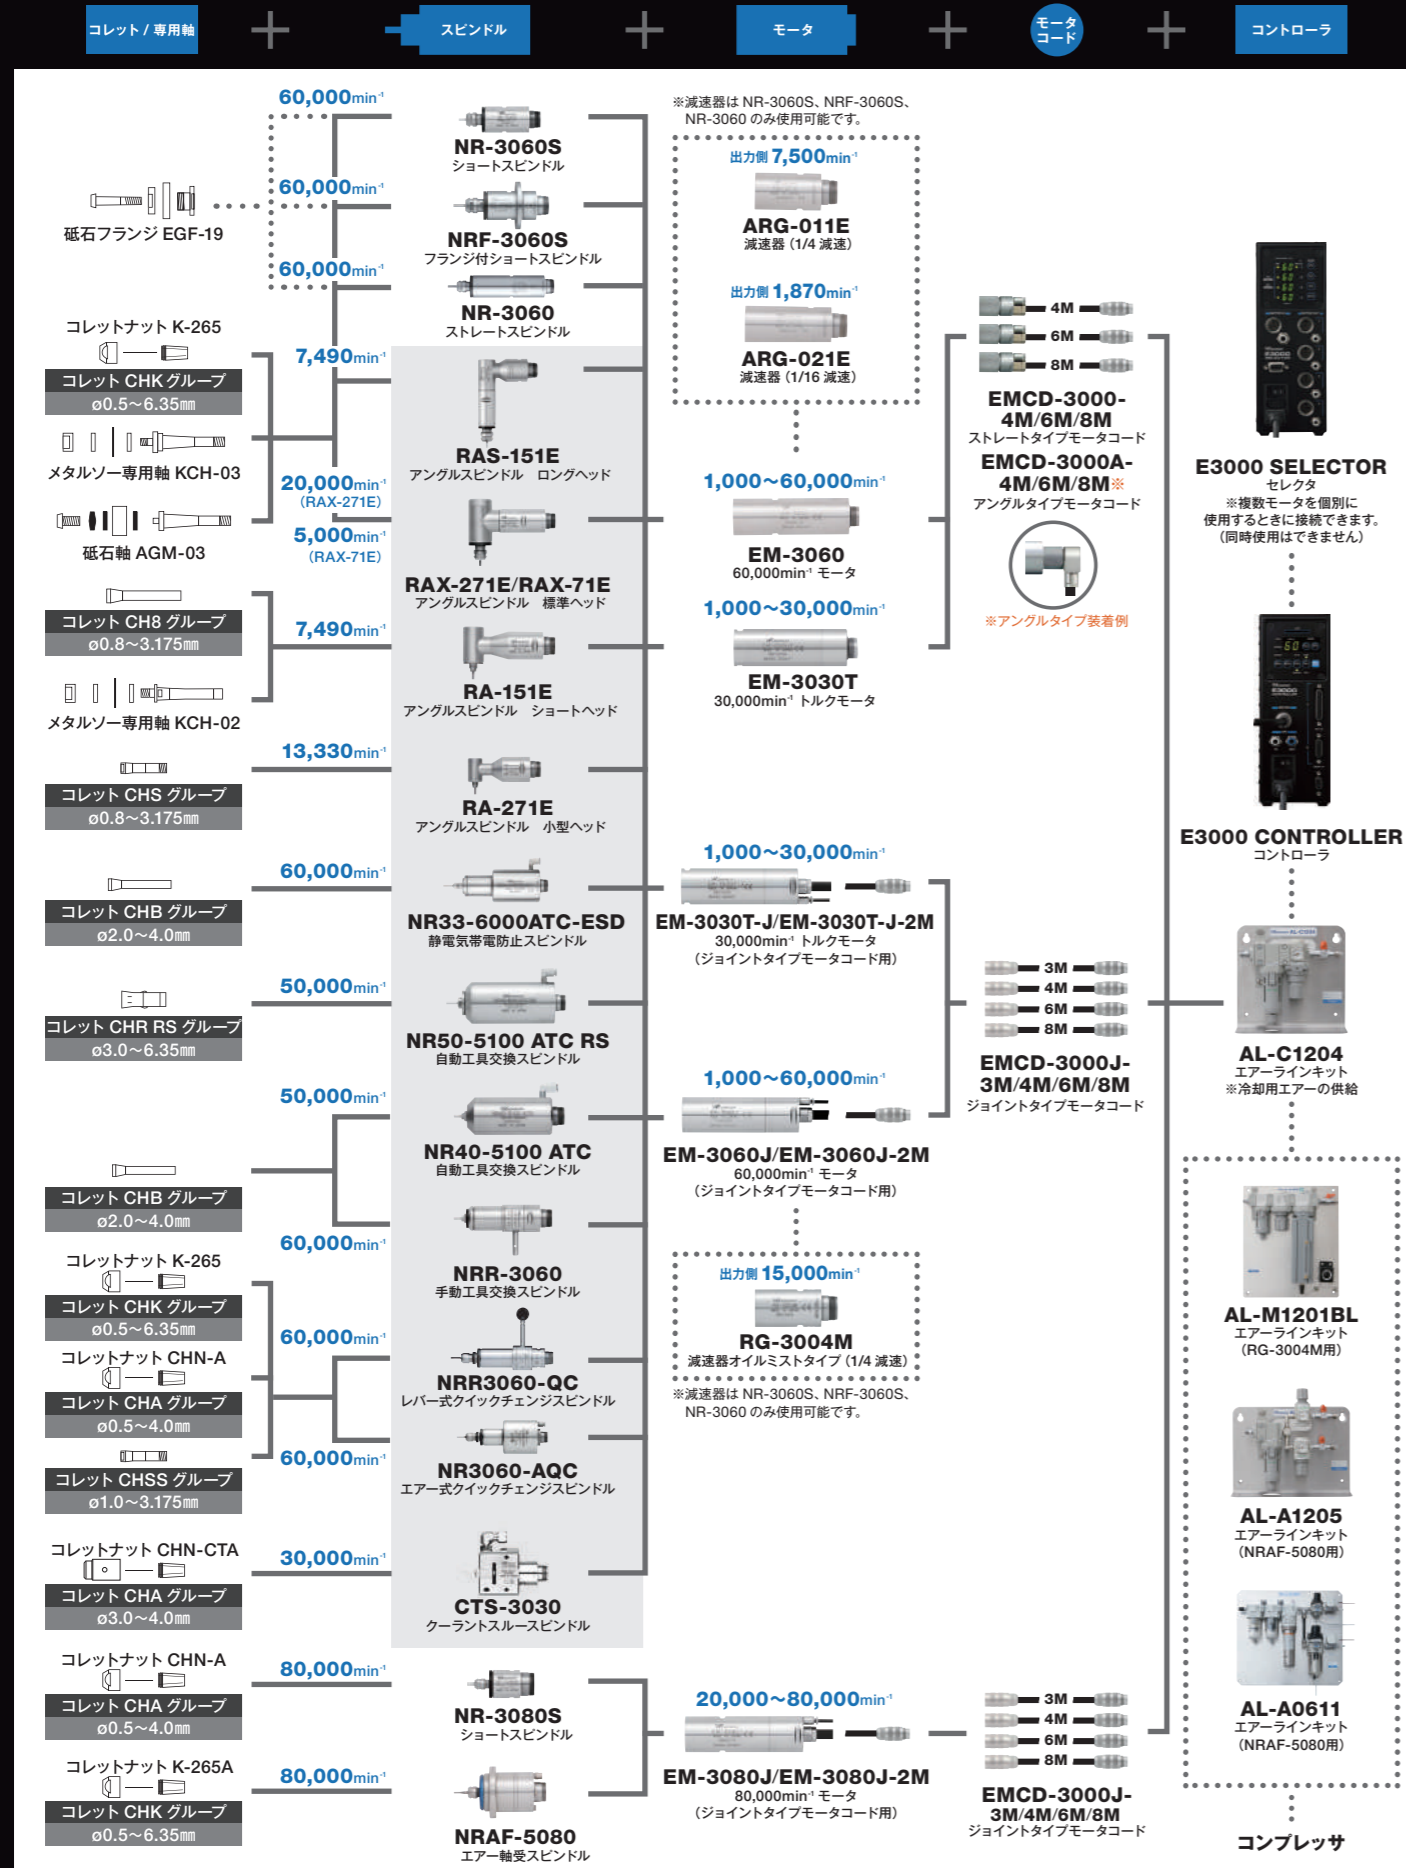 コレット / 専用軸
スピンドル
モータ
モータ
コード
コントローラ
砥石フランジ EGF-19
コレットナット K-265
コレット CHK グループ
ø0.5～6.35㎜
メタルソー専用軸 KCH-03
砥石軸 AGM-03
コレット CH8 グループ
ø0.8～3.175㎜
メタルソー専用軸 KCH-02
コレット CHS グループ
ø0.8～3.175㎜
コレット CHB グループ
ø2.0～4.0㎜
コレット CHR RS グループ
ø3.0～6.35㎜
コレット CHB グループ
ø2.0～4.0㎜
コレットナット K-265
コレット CHK グループ
ø0.5～6.35㎜
コレットナット CHN-A
コレット CHA グループ
ø0.5～4.0㎜
コレット CHSS グループ
ø1.0～3.175㎜
コレットナット CHN-CTA
コレット CHA グループ
ø3.0～4.0㎜
コレットナット CHN-A
コレット CHA グループ
ø0.5～4.0㎜
コレットナット K-265A
コレット CHK グループ
ø0.5～6.35㎜
60,000min⁻¹
NR-3060S
ショートスピンドル
60,000min⁻¹
NRF-3060S
フランジ付ショートスピンドル
60,000min⁻¹
NR-3060
ストレートスピンドル
7,490min⁻¹
RAS-151E
アングルスピンドル ロングヘッド
20,000min⁻¹
(RAX-271E)
5,000min⁻¹
(RAX-71E)
RAX-271E/RAX-71E
アングルスピンドル 標準ヘッド
7,490min⁻¹
RA-151E
アングルスピンドル ショートヘッド
13,330min⁻¹
RA-271E
アングルスピンドル 小型ヘッド
60,000min⁻¹
NR33-6000ATC-ESD
静電気帯電防止スピンドル
50,000min⁻¹
NR50-5100 ATC RS
自動工具交換スピンドル
50,000min⁻¹
NR40-5100 ATC
自動工具交換スピンドル
60,000min⁻¹
NRR-3060
手動工具交換スピンドル
60,000min⁻¹
NRR3060-QC
レバー式クイックチェンジスピンドル
60,000min⁻¹
NR3060-AQC
エアー式クイックチェンジスピンドル
30,000min⁻¹
CTS-3030
クーラントスルースピンドル
80,000min⁻¹
NR-3080S
ショートスピンドル
80,000min⁻¹
NRAF-5080
エアー軸受スピンドル
※減速器は NR-3060S、NRF-3060S、
NR-3060 のみ使用可能です。
出力側 7,500min⁻¹
ARG-011E
減速器 (1/4 減速)
出力側 1,870min⁻¹
ARG-021E
減速器 (1/16 減速)
1,000～60,000min⁻¹
EM-3060
60,000min⁻¹ モータ
1,000～30,000min⁻¹
EM-3030T
30,000min⁻¹ トルクモータ
1,000～30,000min⁻¹
EM-3030T-J/EM-3030T-J-2M
30,000min⁻¹ トルクモータ
(ジョイントタイプモータコード用)
1,000～60,000min⁻¹
EM-3060J/EM-3060J-2M
60,000min⁻¹ モータ
(ジョイントタイプモータコード用)
出力側 15,000min⁻¹
RG-3004M
減速器オイルミストタイプ (1/4 減速)
※減速器は NR-3060S、NRF-3060S、
NR-3060 のみ使用可能です。
20,000～80,000min⁻¹
EM-3080J/EM-3080J-2M
80,000min⁻¹ モータ
(ジョイントタイプモータコード用)
4M
6M
8M
EMCD-3000-
4M/6M/8M
ストレートタイプモータコード
EMCD-3000A-
4M/6M/8M※
アングルタイプモータコード
※アングルタイプ装着例
3M
4M
6M
8M
EMCD-3000J-
3M/4M/6M/8M
ジョイントタイプモータコード
3M
4M
6M
8M
EMCD-3000J-
3M/4M/6M/8M
ジョイントタイプモータコード
E3000 SELECTOR
セレクタ
※複数モータを個別に
使用するときに接続できます。
(同時使用はできません)
E3000 CONTROLLER
コントローラ
AL-C1204
エアーラインキット
※冷却用エアーの供給
AL-M1201BL
エアーラインキット
(RG-3004M用)
AL-A1205
エアーラインキット
(NRAF-5080用)
AL-A0611
エアーラインキット
(NRAF-5080用)
コンプレッサ